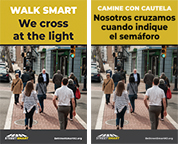 WALK SMART
We cross
at the light
CAMINE CON CAUTELA
Nosotros cruzamos
cuando indique
el semáforo